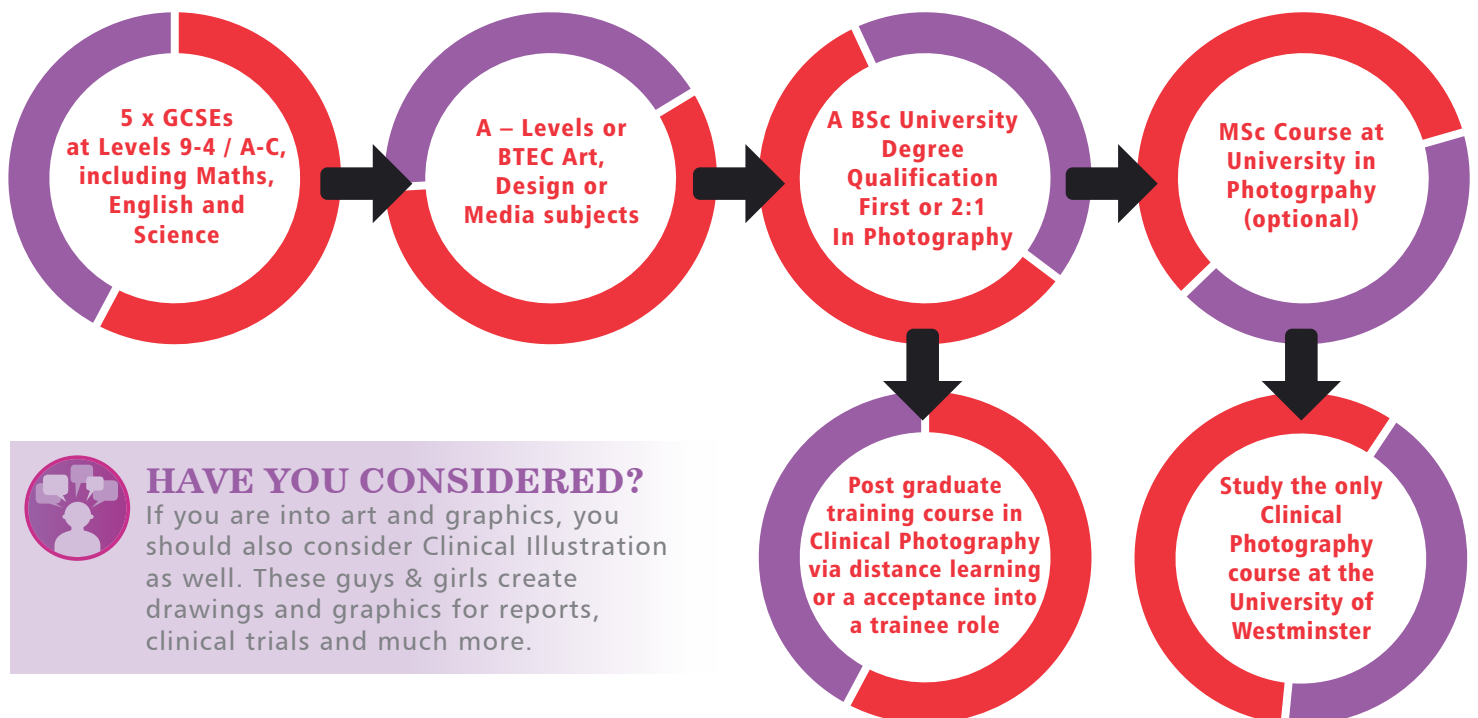 5 x GCSEs
at Levels 9-4 / A-C,
including Maths,
English and
Science
A – Levels or
BTEC Art,
Design or
Media subjects
A BSc University
Degree
Qualification
First or 2:1
In Photography
MSc Course at
University in
Photogrpahy
(optional)
Post graduate
training course in
Clinical Photography
via distance learning
or a acceptance into
a trainee role
Study the only
Clinical
Photography
course at the
University of
Westminster
HAVE YOU CONSIDERED?
If you are into art and graphics, you
should also consider Clinical Illustration
as well. These guys & girls create
drawings and graphics for reports,
clinical trials and much more.